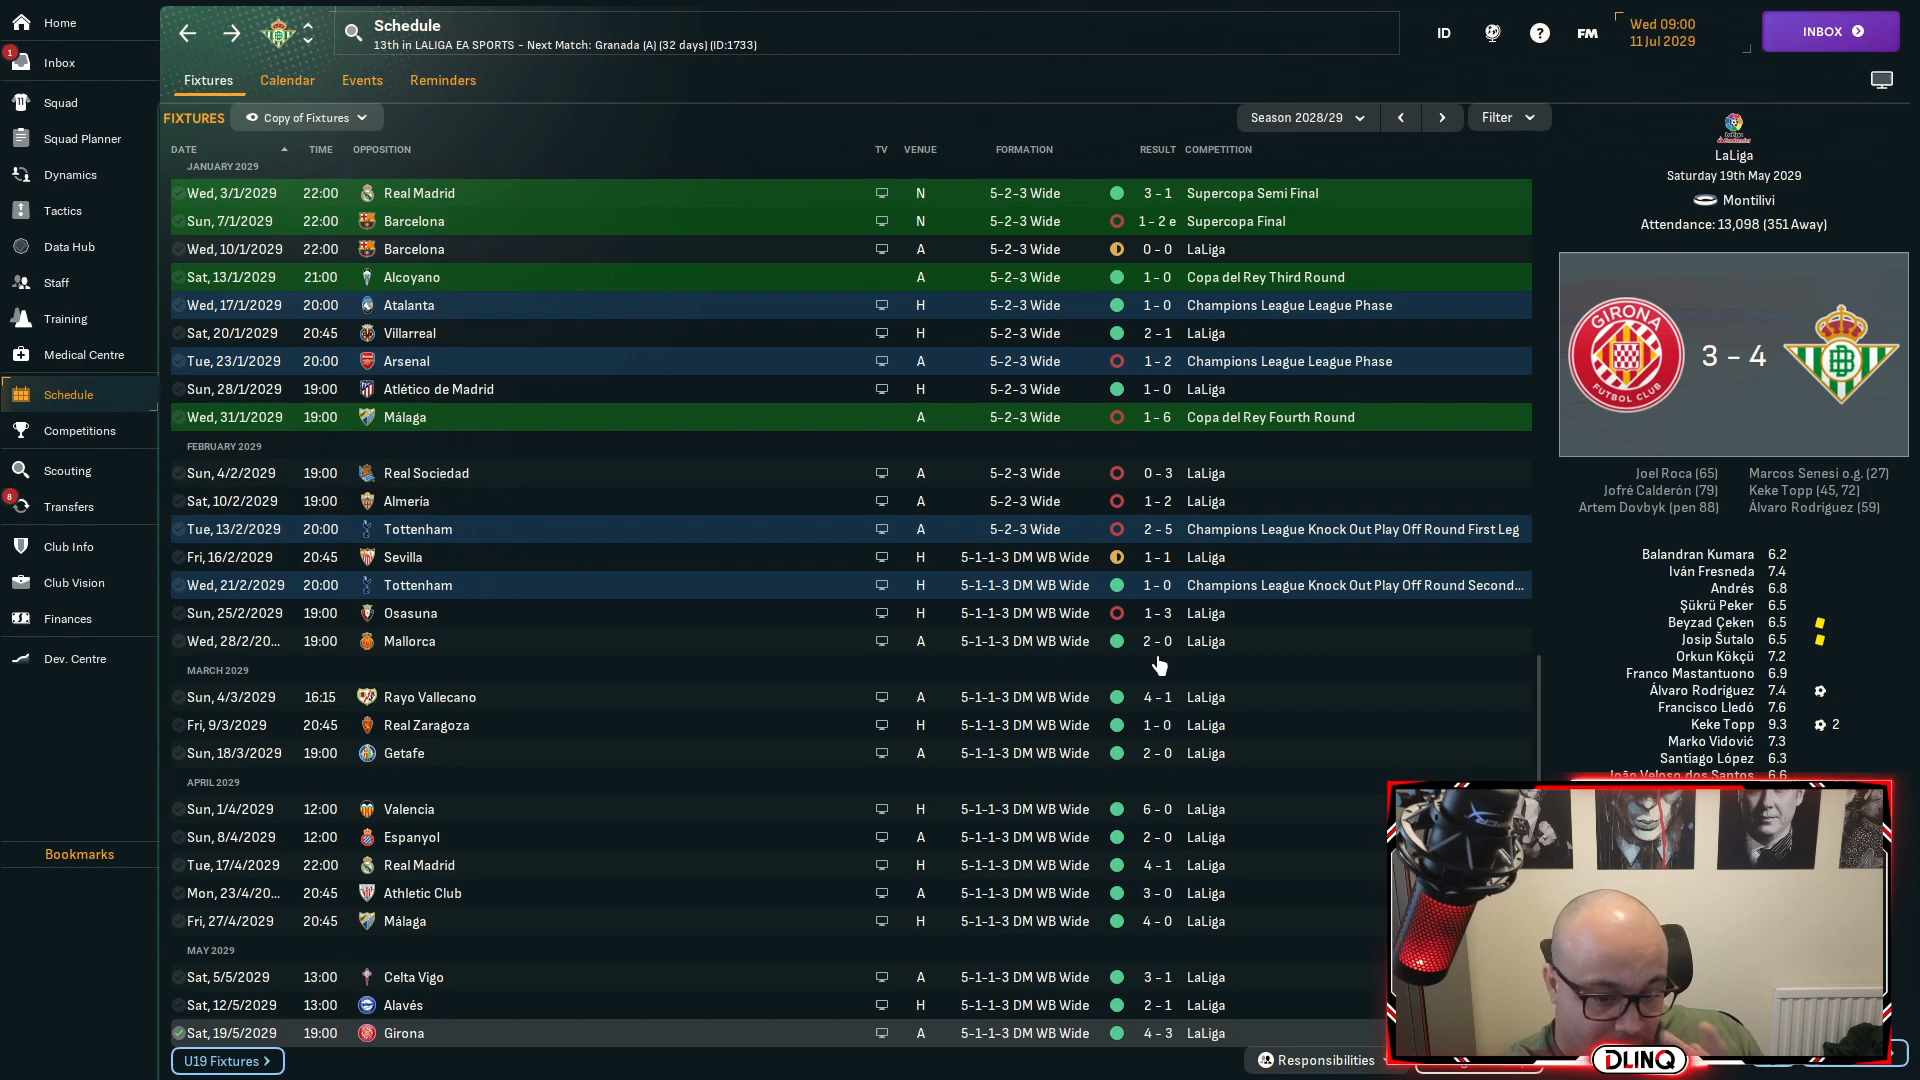 Home
1
Inbox
Squad
Squad Planner
Dynamics
Tactics
Data Hub
Staff
Training
Medical Centre
Schedule
Competitions
Scouting
8
Transfers
Club Info
Club Vision
Finances
Dev. Centre
Bookmarks
Schedule
13th in LALIGA EA SPORTS - Next Match: Granada (A) (32 days) (ID:1733)
ID
FM
Wed 09:00
11 Jul 2029
INBOX
Fixtures Calendar Events Reminders
FIXTURES Copy of Fixtures Season 2028/29 Filter
DATE TIME OPPOSITION TV VENUE FORMATION RESULT COMPETITION
JANUARY 2029
Wed, 3/1/2029 22:00 Real Madrid N 5-2-3 Wide 3 - 1 Supercopa Semi Final
Sun, 7/1/2029 22:00 Barcelona N 5-2-3 Wide 1 - 2 e Supercopa Final
Wed, 10/1/2029 22:00 Barcelona A 5-2-3 Wide 0 - 0 LaLiga
Sat, 13/1/2029 21:00 Alcoyano A 5-2-3 Wide 1 - 0 Copa del Rey Third Round
Wed, 17/1/2029 20:00 Atalanta H 5-2-3 Wide 1 - 0 Champions League League Phase
Sat, 20/1/2029 20:45 Villarreal H 5-2-3 Wide 2 - 1 LaLiga
Tue, 23/1/2029 20:00 Arsenal A 5-2-3 Wide 1 - 2 Champions League League Phase
Sun, 28/1/2029 19:00 Atlético de Madrid H 5-2-3 Wide 1 - 0 LaLiga
Wed, 31/1/2029 19:00 Málaga A 5-2-3 Wide 1 - 6 Copa del Rey Fourth Round
FEBRUARY 2029
Sun, 4/2/2029 19:00 Real Sociedad A 5-2-3 Wide 0 - 3 LaLiga
Sat, 10/2/2029 19:00 Almería A 5-2-3 Wide 1 - 2 LaLiga
Tue, 13/2/2029 20:00 Tottenham A 5-2-3 Wide 2 - 5 Champions League Knock Out Play Off Round First Leg
Fri, 16/2/2029 20:45 Sevilla H 5-1-1-3 DM WB Wide 1 - 1 LaLiga
Wed, 21/2/2029 20:00 Tottenham H 5-1-1-3 DM WB Wide 1 - 0 Champions League Knock Out Play Off Round Second...
Sun, 25/2/2029 19:00 Osasuna H 5-1-1-3 DM WB Wide 1 - 3 LaLiga
Wed, 28/2/20... 19:00 Mallorca A 5-1-1-3 DM WB Wide 2 - 0 LaLiga
MARCH 2029
Sun, 4/3/2029 16:15 Rayo Vallecano A 5-1-1-3 DM WB Wide 4 - 1 LaLiga
Fri, 9/3/2029 20:45 Real Zaragoza H 5-1-1-3 DM WB Wide 1 - 0 LaLiga
Sun, 18/3/2029 19:00 Getafe A 5-1-1-3 DM WB Wide 2 - 0 LaLiga
APRIL 2029
Sun, 1/4/2029 12:00 Valencia H 5-1-1-3 DM WB Wide 6 - 0 LaLiga
Sun, 8/4/2029 12:00 Espanyol A 5-1-1-3 DM WB Wide 2 - 0 LaLiga
Tue, 17/4/2029 22:00 Real Madrid H 5-1-1-3 DM WB Wide 4 - 1 LaLiga
Mon, 23/4/20... 20:45 Athletic Club A 5-1-1-3 DM WB Wide 3 - 0 LaLiga
Fri, 27/4/2029 20:45 Málaga H 5-1-1-3 DM WB Wide 4 - 0 LaLiga
MAY 2029
Sat, 5/5/2029 13:00 Celta Vigo A 5-1-1-3 DM WB Wide 3 - 1 LaLiga
Sat, 12/5/2029 13:00 Alavés H 5-1-1-3 DM WB Wide 2 - 1 LaLiga
Sat, 19/5/2029 19:00 Girona A 5-1-1-3 DM WB Wide 4 - 3 LaLiga
U19 Fixtures
Responsibilities
LaLiga
Saturday 19th May 2029
Montilivi
Attendance: 13,098 (351 Away)
GIRONA
FUTBOL CLUB
3 - 4
Joel Roca (65) Marcos Senesi o.g. (27)
Jofré Calderón (79) Keke Topp (45, 72)
Artem Dovbyk (pen 88) Álvaro Rodríguez (59)
Balandran Kumara 6.2
Iván Fresneda 7.4
Andrés 6.8
Şükrü Peker 6.5
Beyzad Çeken 6.5
Josip Šutalo 6.5
Orkun Kökçü 7.2
Franco Mastantuono 6.9
Álvaro Rodríguez 7.4
Francisco Lledó 7.6
Keke Topp 9.3 2
Marko Vidović 7.3
Santiago López 6.3
João Veloso dos Santos 6.6
DLINQ